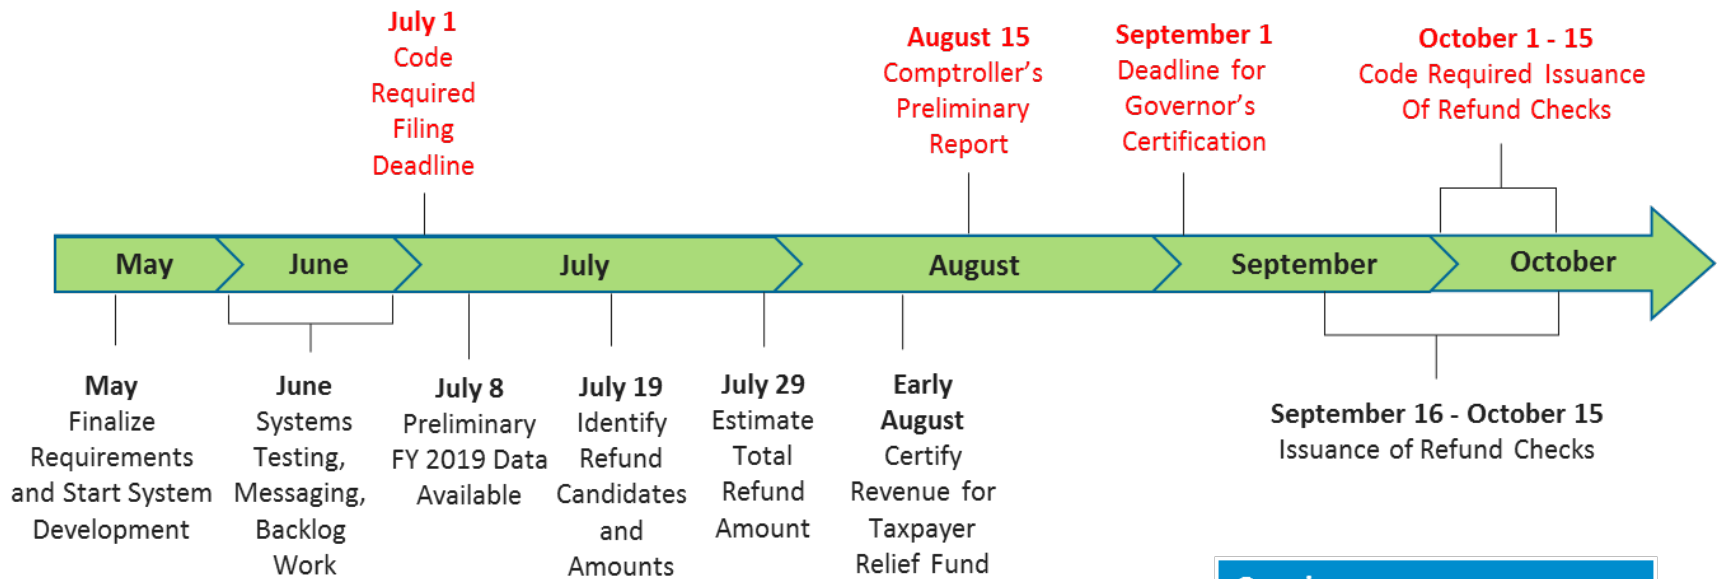 July 1
Code
Required
Filing
Deadline
August 15
Comptroller's
Preliminary
Report
September 1
Deadline for
Governor's
Certification
October 1 - 15
Code Required Issuance
Of Refund Checks
May
June
July
August
September
October
May
Finalize
Requirements
and Start System
Development
June
Systems
Testing,
Messaging,
Backlog
Work
July 8
Preliminary
FY 2019 Data
Available
July 19
Identify
Refund
Candidates
and
Amounts
July 29
Estimate
Total
Refund
Amount
Early
August
Certify
Revenue for
Taxpayer
Relief Fund
September 16 - October 15
Issuance of Refund Checks